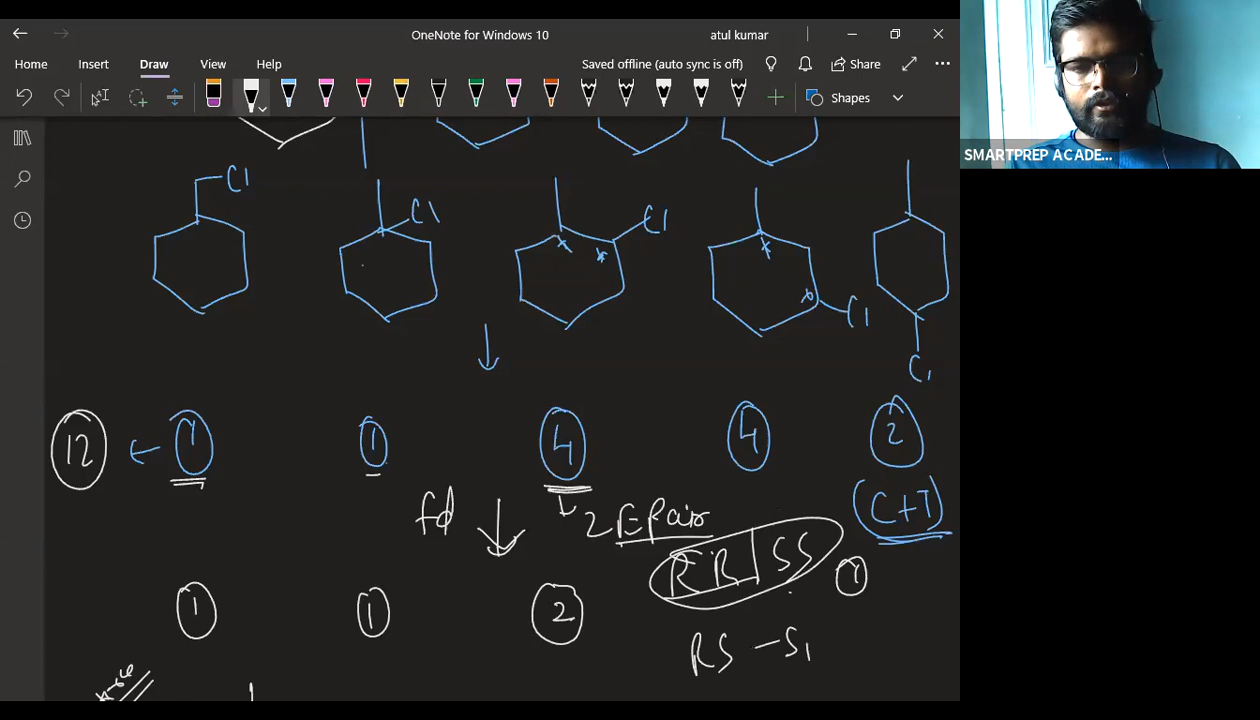 OneNote for Windows 10
atul kumar
Home Insert Draw View Help
Saved offline (auto sync is off)
Share
Shapes
SMARTPREP ACADE...
Cl
Cl
Cl
Cl
Cl
12 ← 1 1 4 4 2
(C+T)
fd
2 E Pair
RR | SS 1
1 1 2
RS -